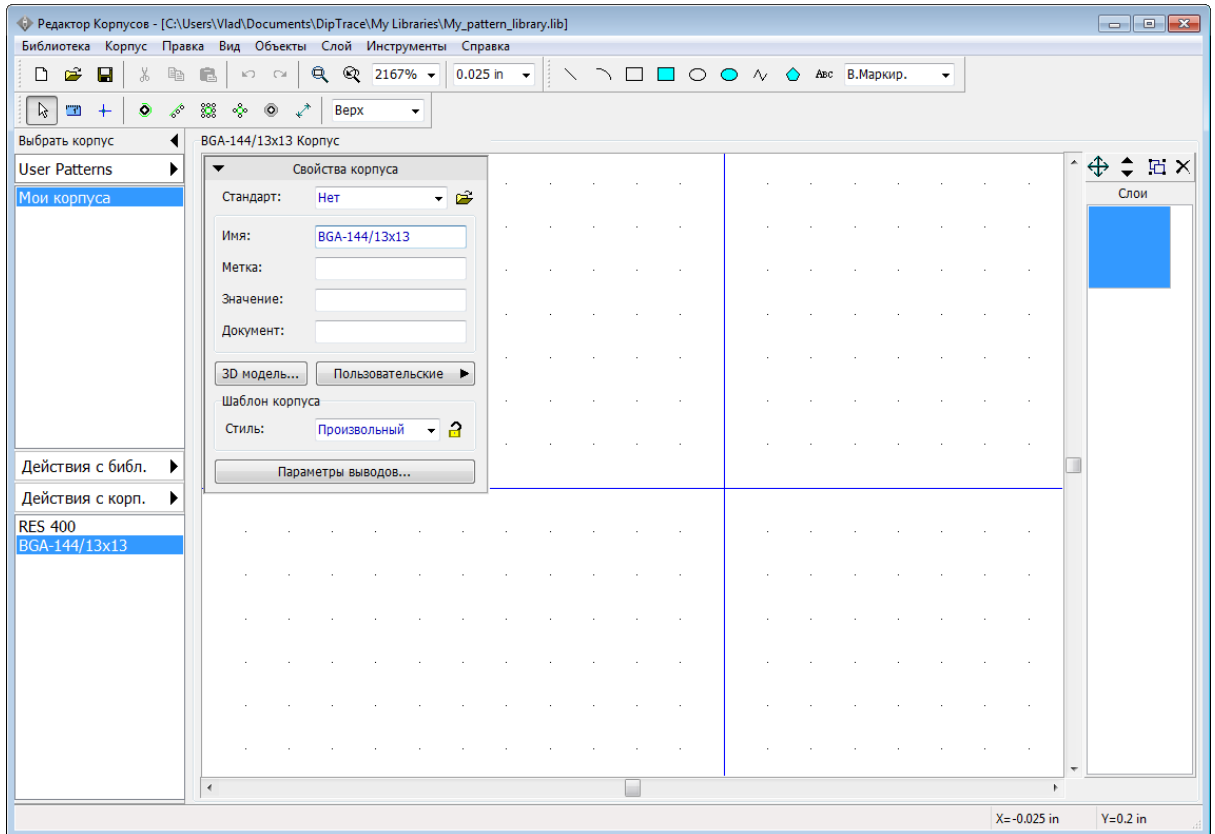 Редактор Корпусов - [C:\Users\Vlad\Documents\DipTrace\My Libraries\My_pattern_library.lib]
Библиотека Корпус Правка Вид Объекты Слой Инструменты Справка
2167% 0.025 in ABC В.Маркир.
Верх
Выбрать корпус
BGA-144/13x13 Корпус
User Patterns
Мои корпуса
Свойства корпуса
Стандарт: Нет
Имя: BGA-144/13x13
Метка:
Значение:
Документ:
3D модель... Пользовательские
Шаблон корпуса
Стиль: Произвольный
Параметры выводов...
Слои
Действия с библ.
Действия с корп.
RES 400
BGA-144/13x13
X=-0.025 in Y=0.2 in